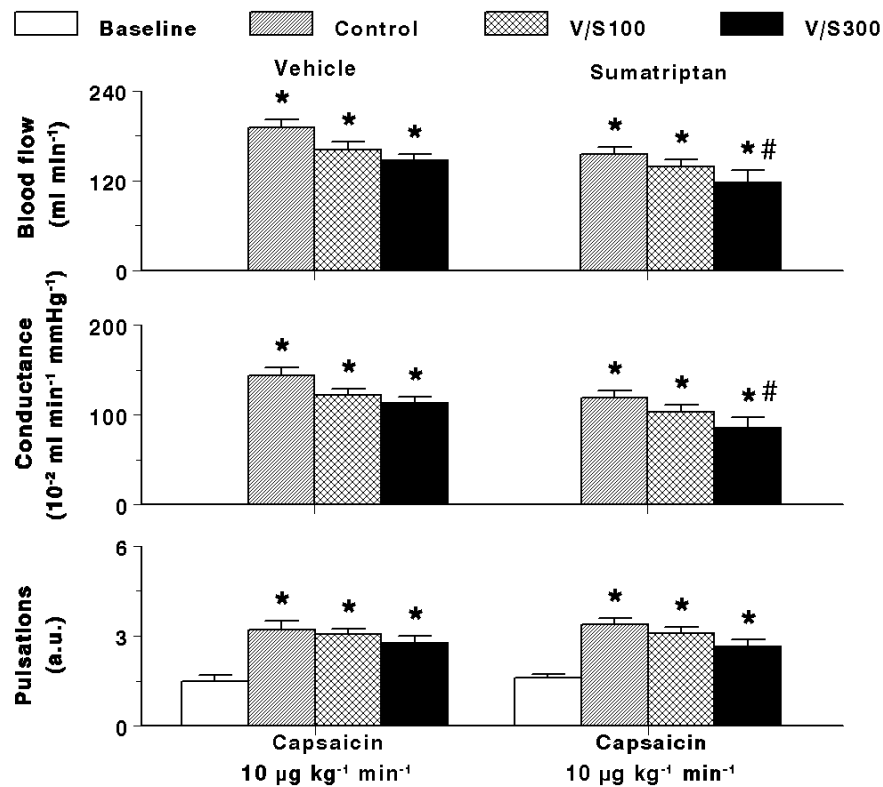 Baseline Control V/S100 V/S300
Vehicle Sumatriptan
Blood flow
(ml min⁻¹)
240
120
0
* * * * * * #
Conductance
(10⁻² ml min⁻¹ mmHg⁻¹)
200
100
0
* * * * * * #
Pulsations
(a.u.)
6
3
0
* * * * * *
Capsaicin Capsaicin
10 µg kg⁻¹ min⁻¹ 10 µg kg⁻¹ min⁻¹